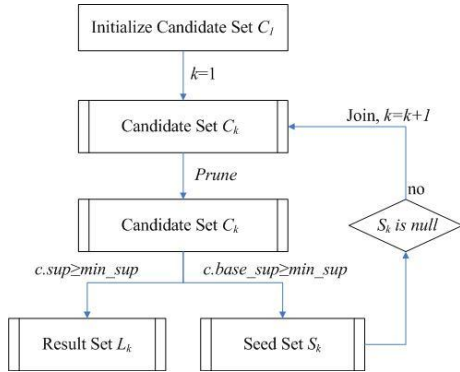 Initialize Candidate Set C₁
k=1
Candidate Set Cₖ
Join, k=k+1
Prune
no
Candidate Set Cₖ
Sₖ is null
c.sup≥min_sup
c.base_sup≥min_sup
Result Set Lₖ
Seed Set Sₖ